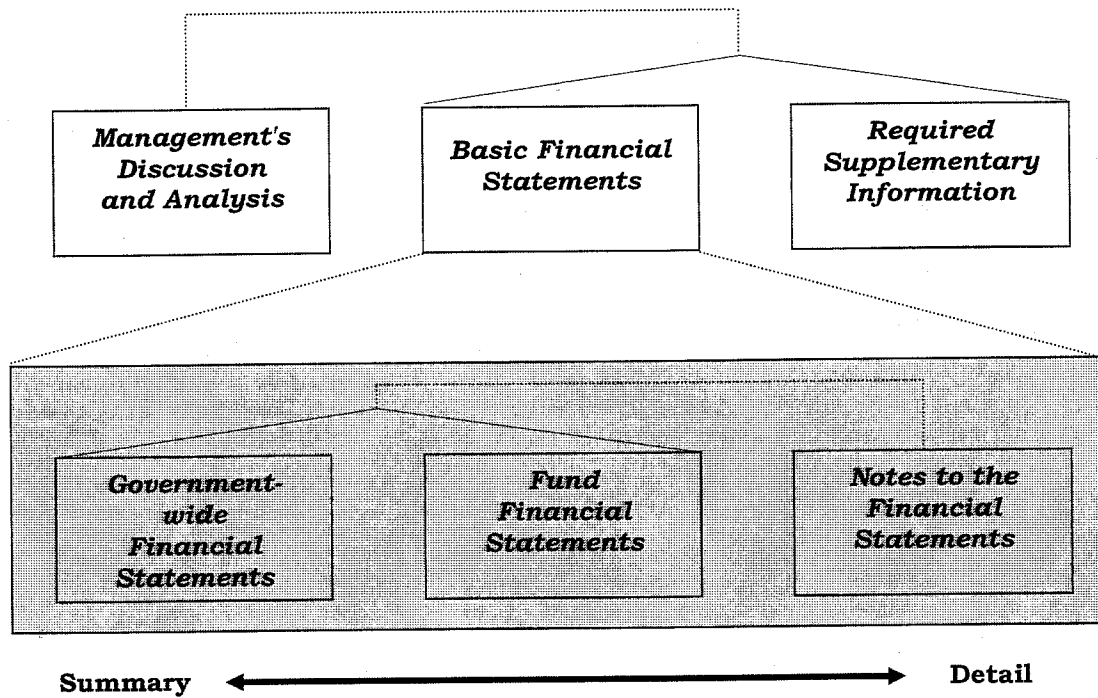 Management's
Discussion
and Analysis
Basic Financial
Statements
Required
Supplementary
Information
Government-
wide
Financial
Statements
Fund
Financial
Statements
Notes to the
Financial
Statements
Summary
Detail